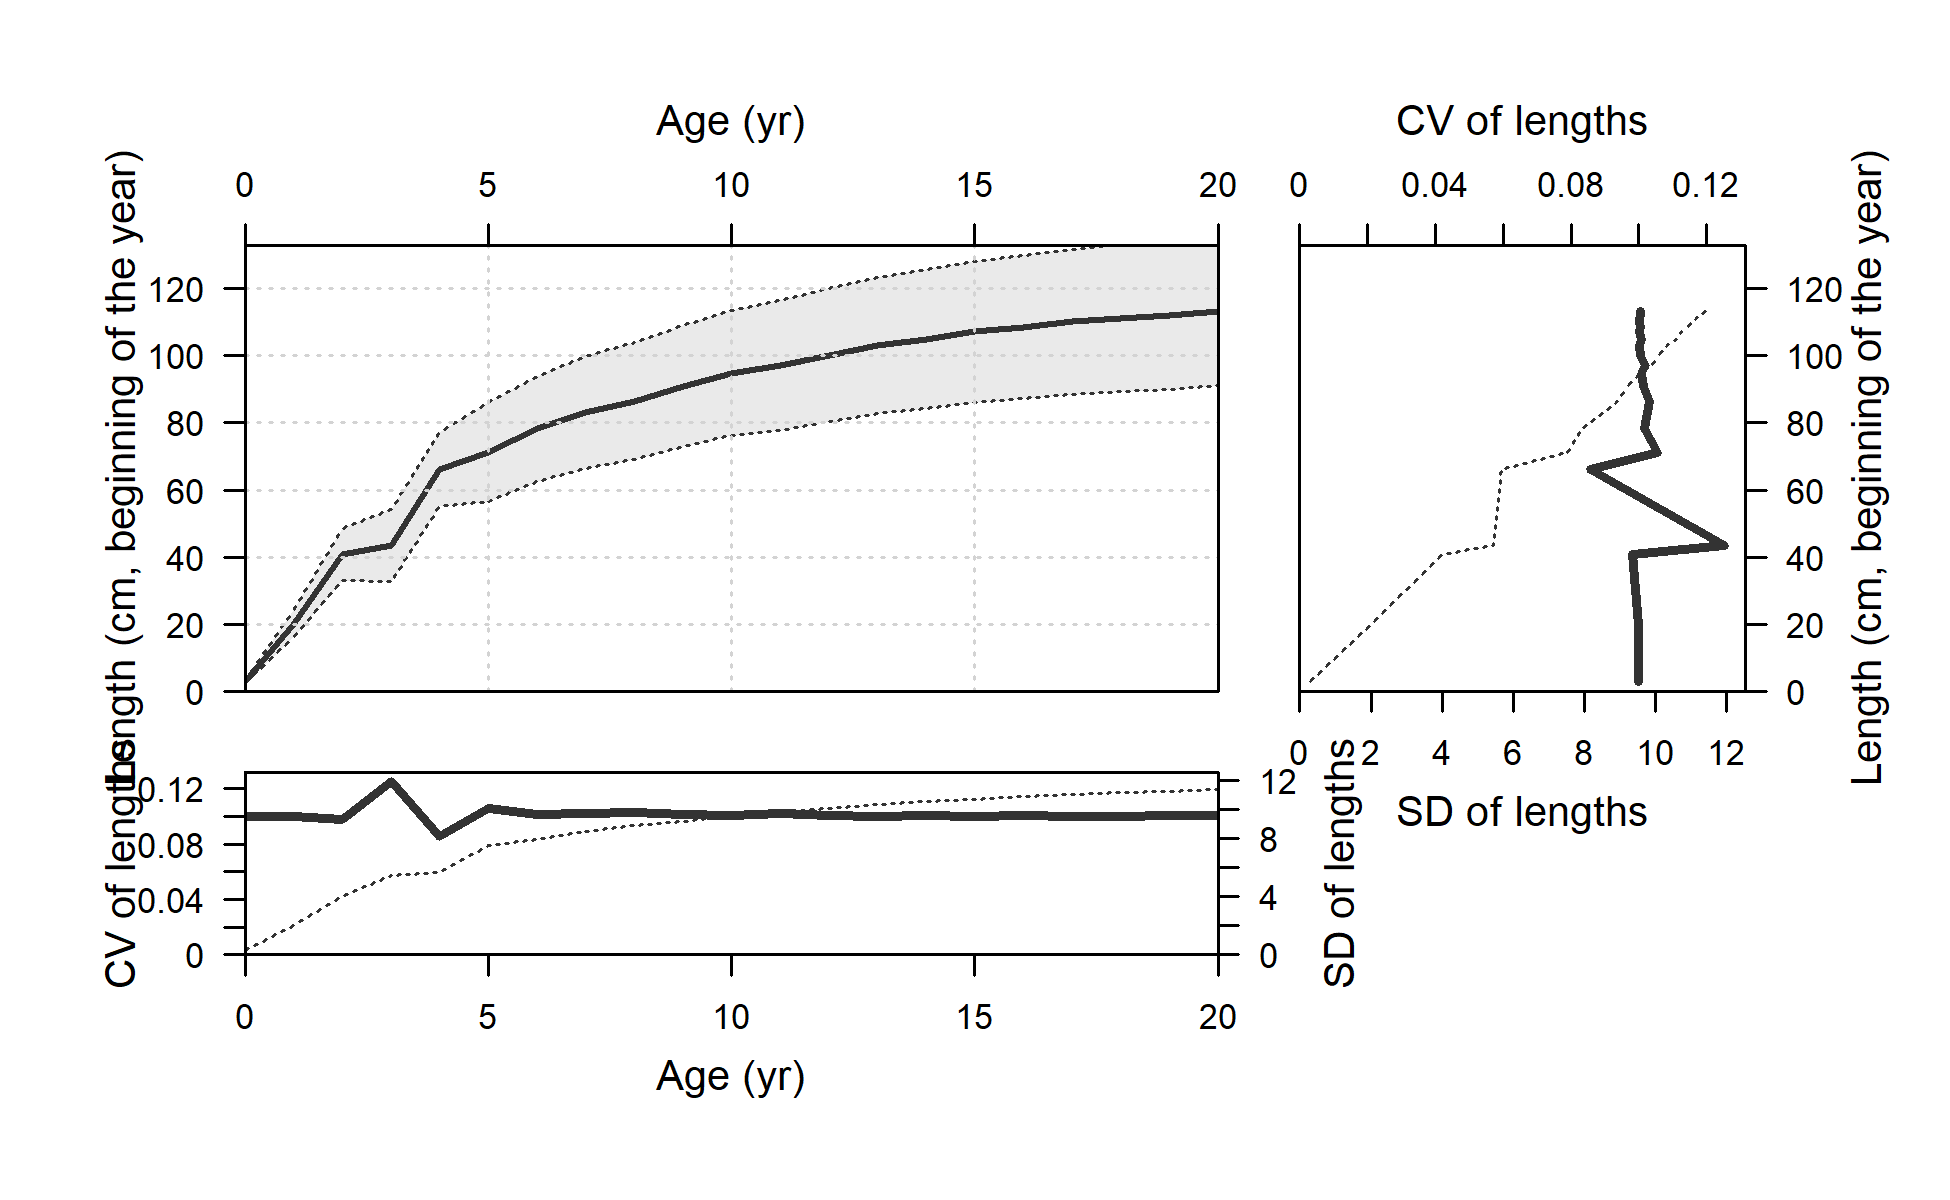 Age (yr)
CV of lengths
0 5 10 15 20
0 0.04 0.08 0.12
Length (cm, beginning of the year)
120
100
80
60
40
20
0
120
100
80
60
40
20
0
Length (cm, beginning of the year)
0 2 4 6 8 10 12
SD of lengths
CV of lengths
0.12
0.08
0.04
0
12
8
4
0
SD of lengths
0 5 10 15 20
Age (yr)